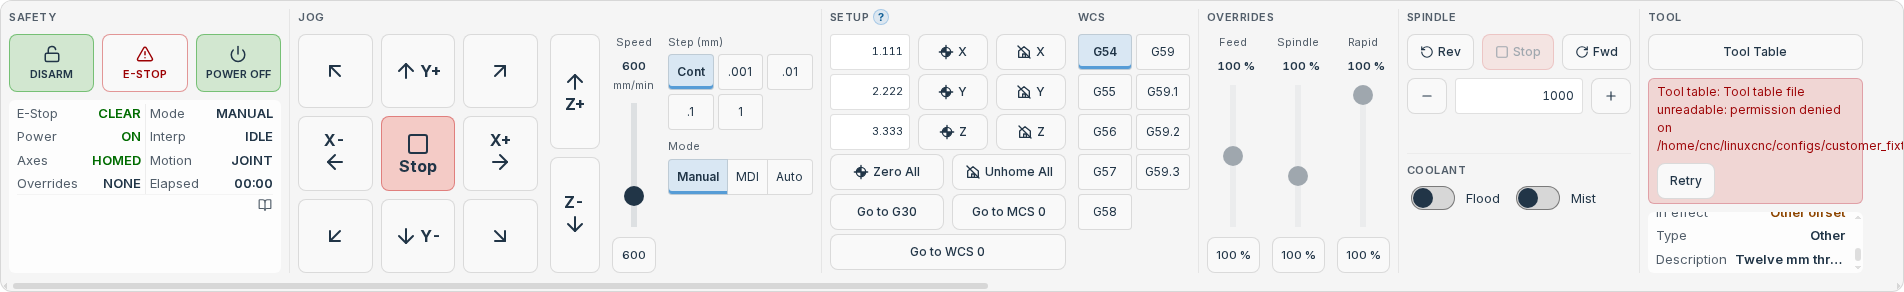 SAFETY
DISARM
E-STOP
POWER OFF
E-Stop CLEAR Mode MANUAL
Power ON Interp IDLE
Axes HOMED Motion JOINT
Overrides NONE Elapsed 00:00
JOG
Y+
X-
Stop
X+
Y-
Z+
Z-
Speed
600
mm/min
600
Step (mm)
Cont .001 .01
.1 1
Mode
Manual MDI Auto
SETUP ?
1.111 X X
2.222 Y Y
3.333 Z Z
Zero All Unhome All
Go to G30 Go to MCS 0
Go to WCS 0
WCS
G54 G59
G55 G59.1
G56 G59.2
G57 G59.3
G58
OVERRIDES
Feed Spindle Rapid
100 % 100 % 100 %
100 % 100 % 100 %
SPINDLE
Rev Stop Fwd
− 1000 +
COOLANT
Flood Mist
TOOL
Tool Table
Tool table: Tool table file
unreadable: permission denied
on
/home/cnc/linuxcnc/configs/customer_fixt
Retry
In effect Other offset
Type Other
Description Twelve mm thr...